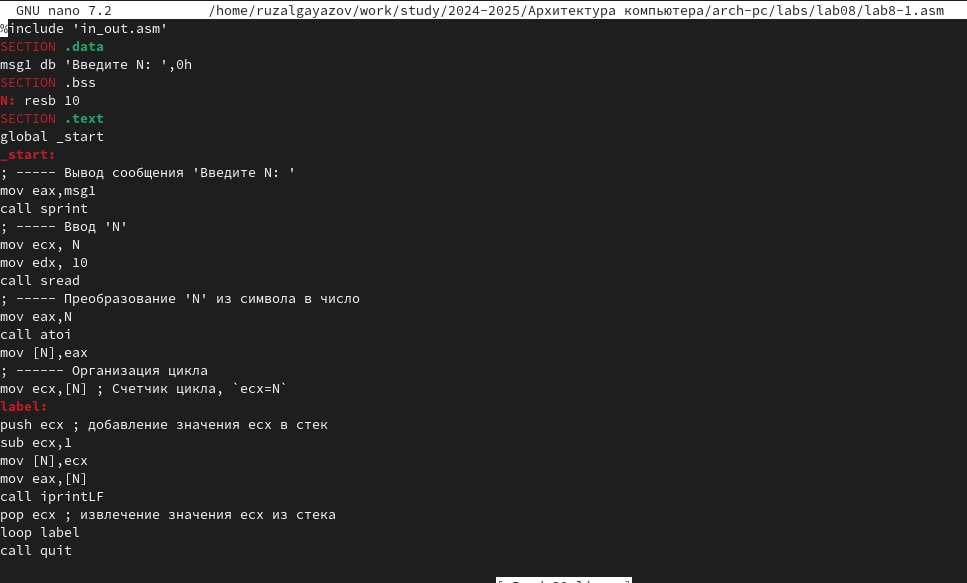 GNU nano 7.2 /home/ruzalgayazov/work/study/2024-2025/Архитектура компьютера/arch-pc/labs/lab08/lab8-1.asm
%include 'in_out.asm'
SECTION .data
msg1 db 'Введите N: ',0h
SECTION .bss
N: resb 10
SECTION .text
global _start
_start:
; ----- Вывод сообщения 'Введите N: '
mov eax,msg1
call sprint
; ----- Ввод 'N'
mov ecx, N
mov edx, 10
call sread
; ----- Преобразование 'N' из символа в число
mov eax,N
call atoi
mov [N],eax
; ------ Организация цикла
mov ecx,[N] ; Счетчик цикла, `ecx=N`
label:
push ecx ; добавление значения ecx в стек
sub ecx,1
mov [N],ecx
mov eax,[N]
call iprintLF
pop ecx ; извлечение значения ecx из стека
loop label
call quit